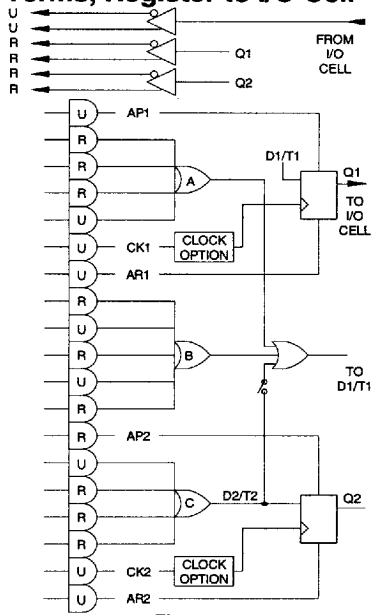 Terms, Register to I/O Cell
U
U
R
R
R
R
FROM
I/O
CELL
Q1
Q2
U AP1
R
R
R
U
A
D1/T1
Q1
TO
I/O
CELL
U CK1 CLOCK
OPTION
U AR1
R
U
R
U
R
B
TO
D1/T1
R AP2
U
R
R
R
C
D2/T2
Q2
U CK2 CLOCK
OPTION
U AR2